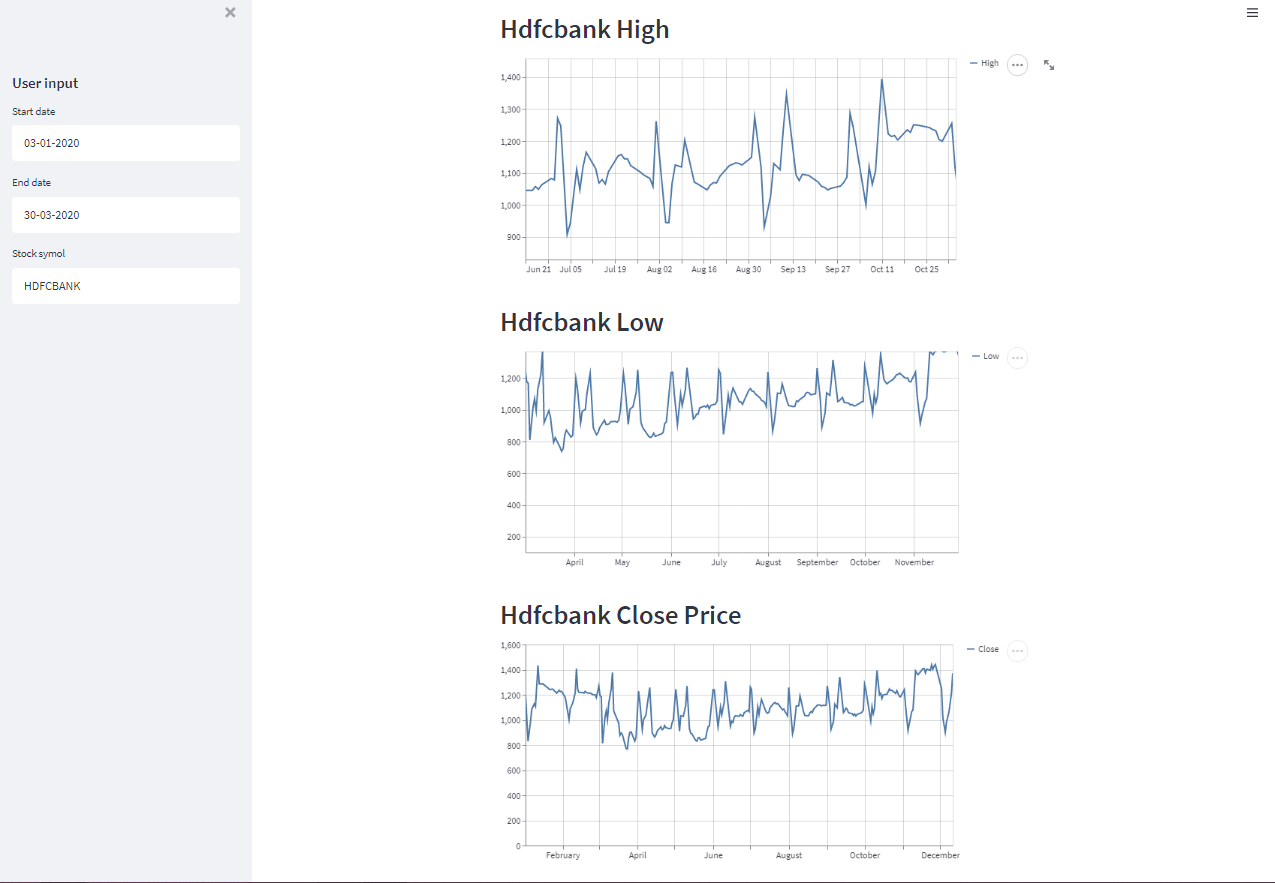 User input
Start date
03-01-2020
End date
30-03-2020
Stock symol
HDFCBANK
Hdfcbank High
High
1,400
1,300
1,200
1,100
1,000
900
Jun 21 Jul 05 Jul 19 Aug 02 Aug 16 Aug 30 Sep 13 Sep 27 Oct 11 Oct 25
Hdfcbank Low
Low
1,200
1,000
800
600
400
200
April May June July August September October November
Hdfcbank Close Price
Close
1,600
1,400
1,200
1,000
800
600
400
200
0
February April June August October December